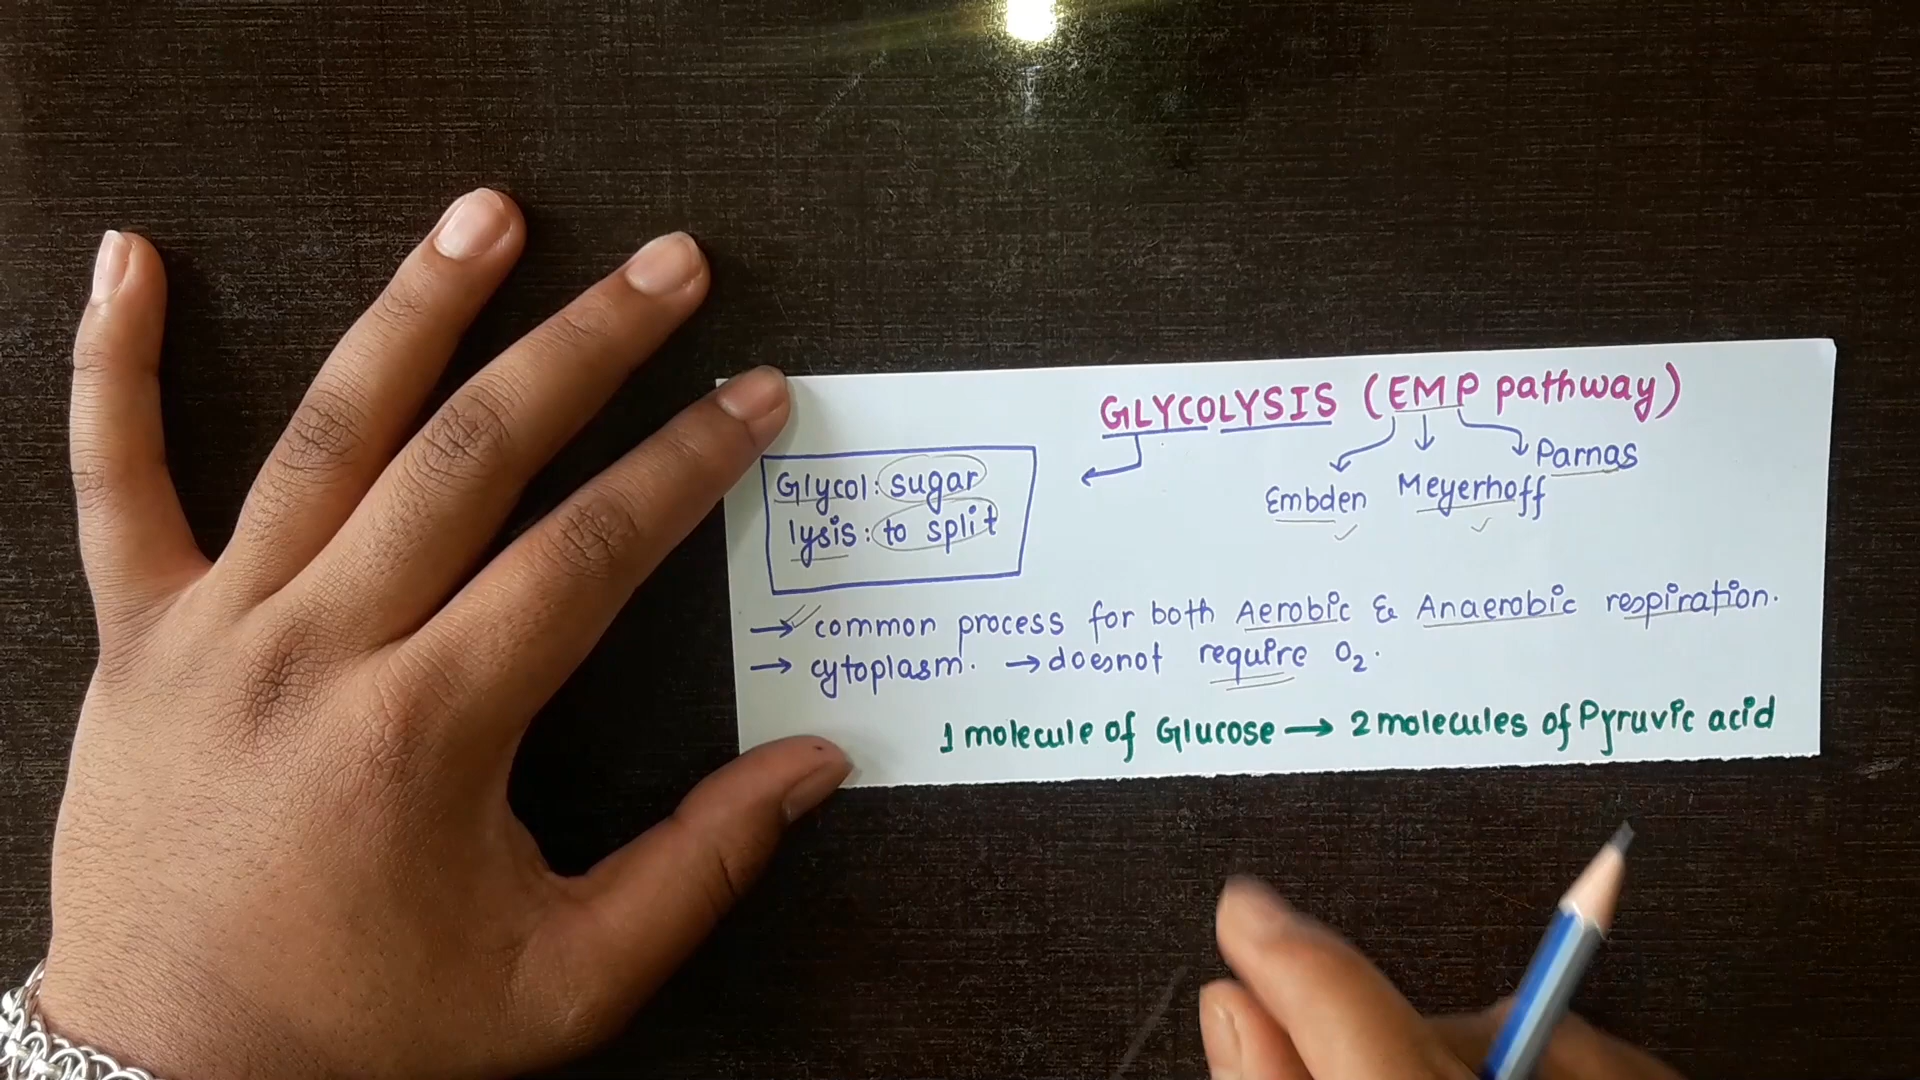 GLYCOLYSIS (EMP pathway)
Embden Meyerhoff Parnas
Glycol: sugar
lysis: to split
→ common process for both Aerobic & Anaerobic respiration.
→ cytoplasm. → doesnot require O₂.
1 molecule of Glucose → 2 molecules of Pyruvic acid